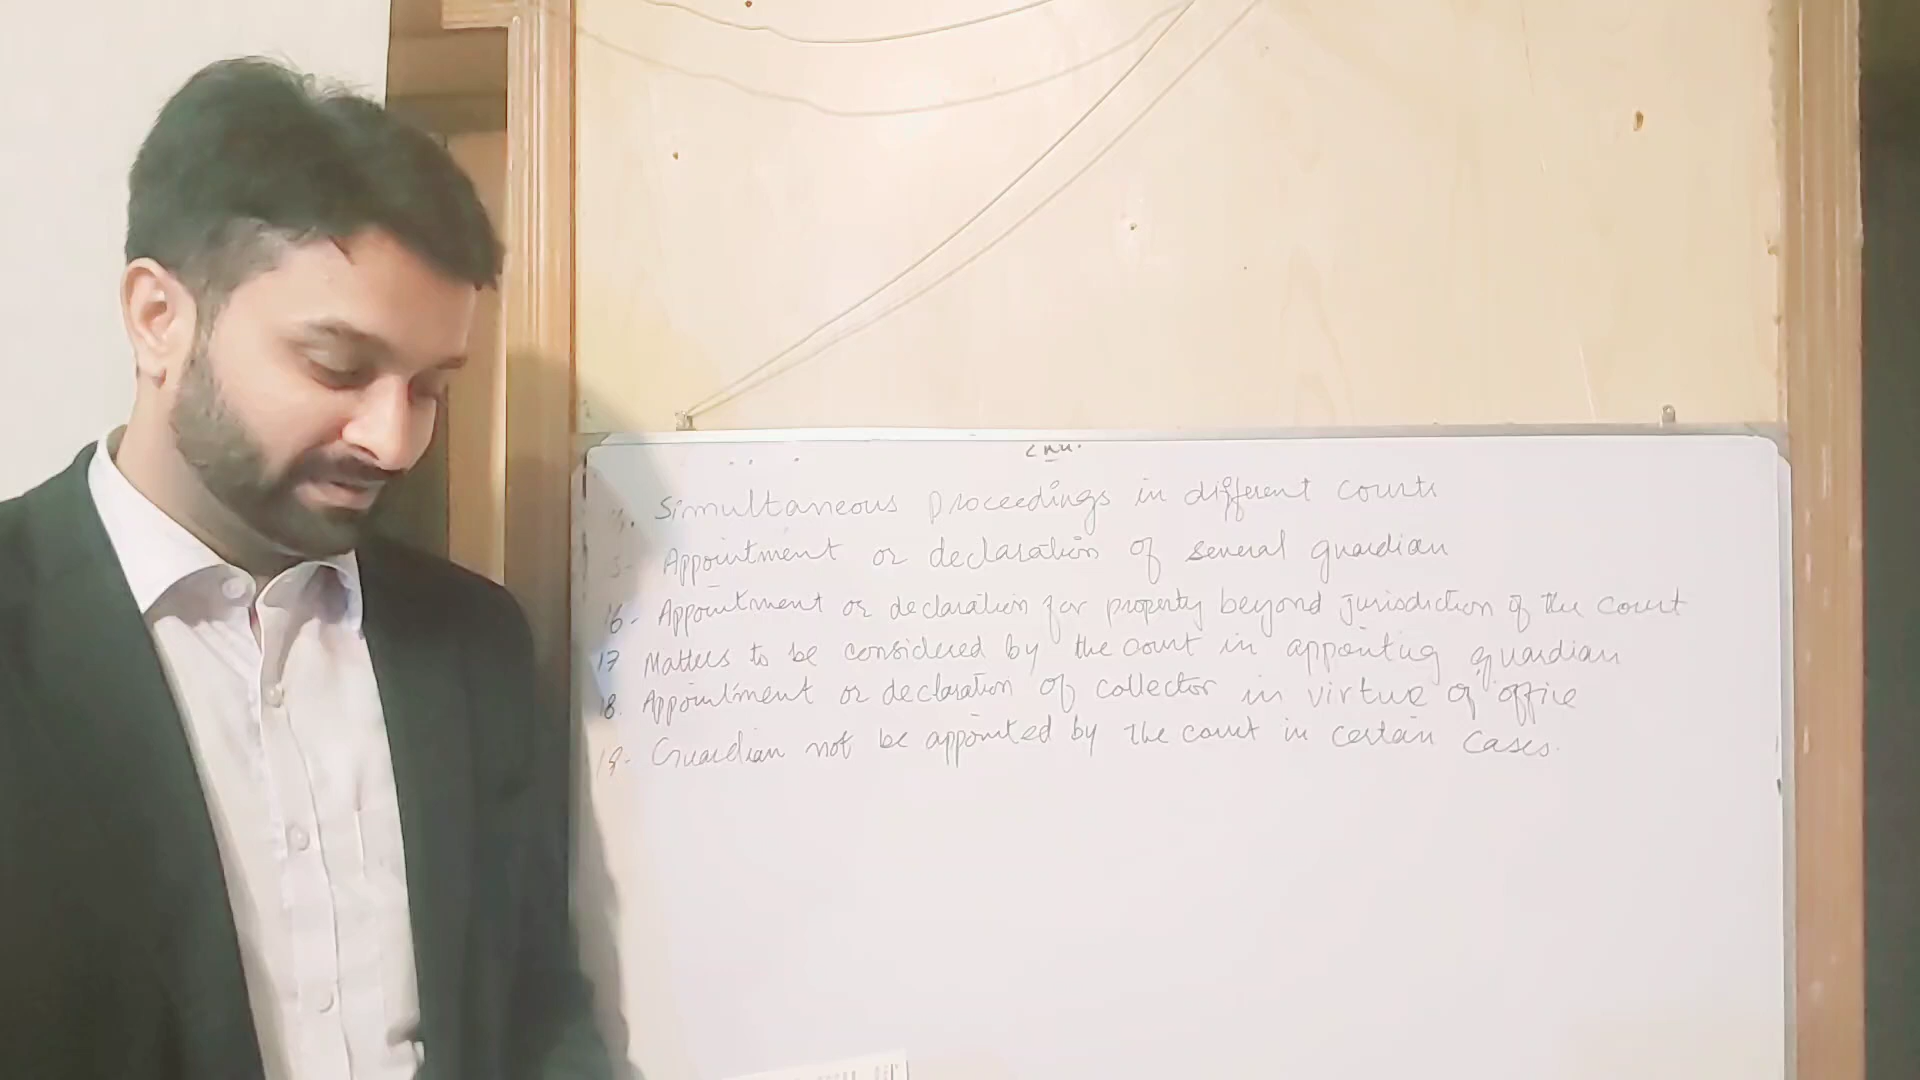 Simultaneous Proceedings in different courts
5- Appointment or declaration of several guardian
16- Appointment or declaration for property beyond jurisdiction of the court
17 Matters to be considered by the court in appointing guardian
18. Appointment or declaration of collector in virtue of office
19- Guardian not be appointed by the court in certain cases.